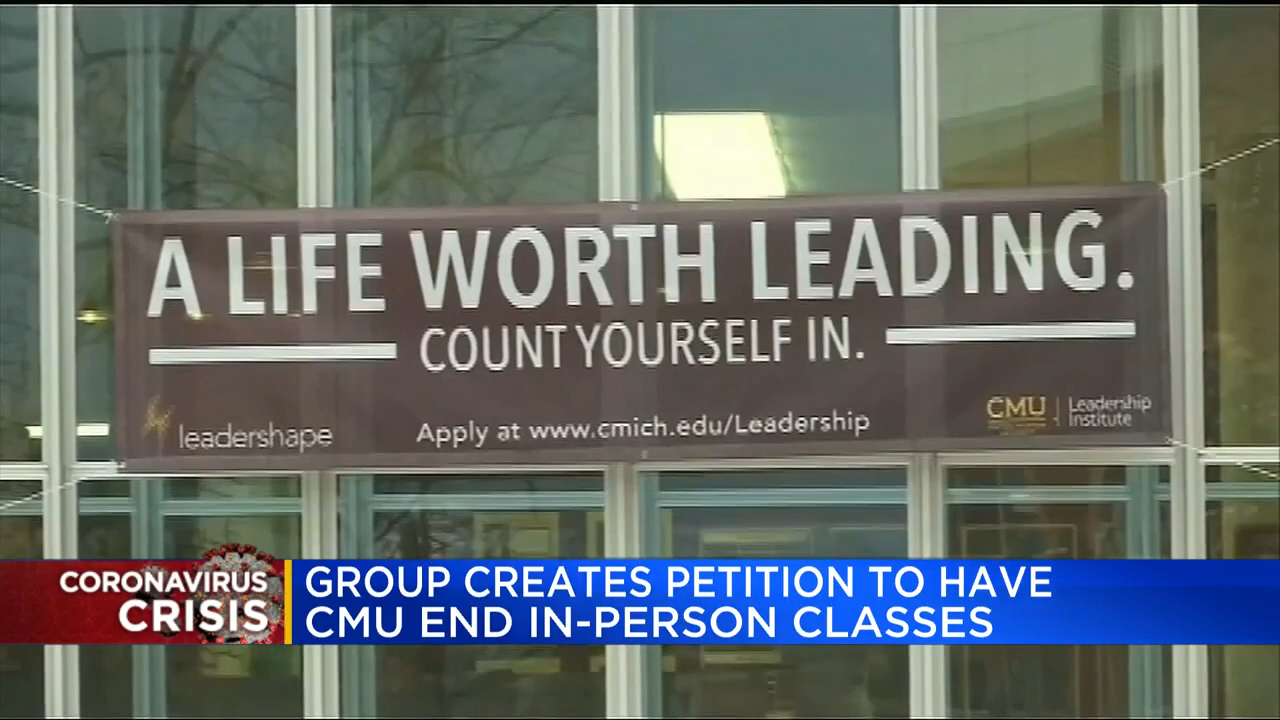 A LIFE WORTH LEADING.
COUNT YOURSELF IN.
leadershape
Apply at www.cmich.edu/Leadership
CMU
Leadership
Institute
CORONAVIRUS
CRISIS
GROUP CREATES PETITION TO HAVE
CMU END IN-PERSON CLASSES